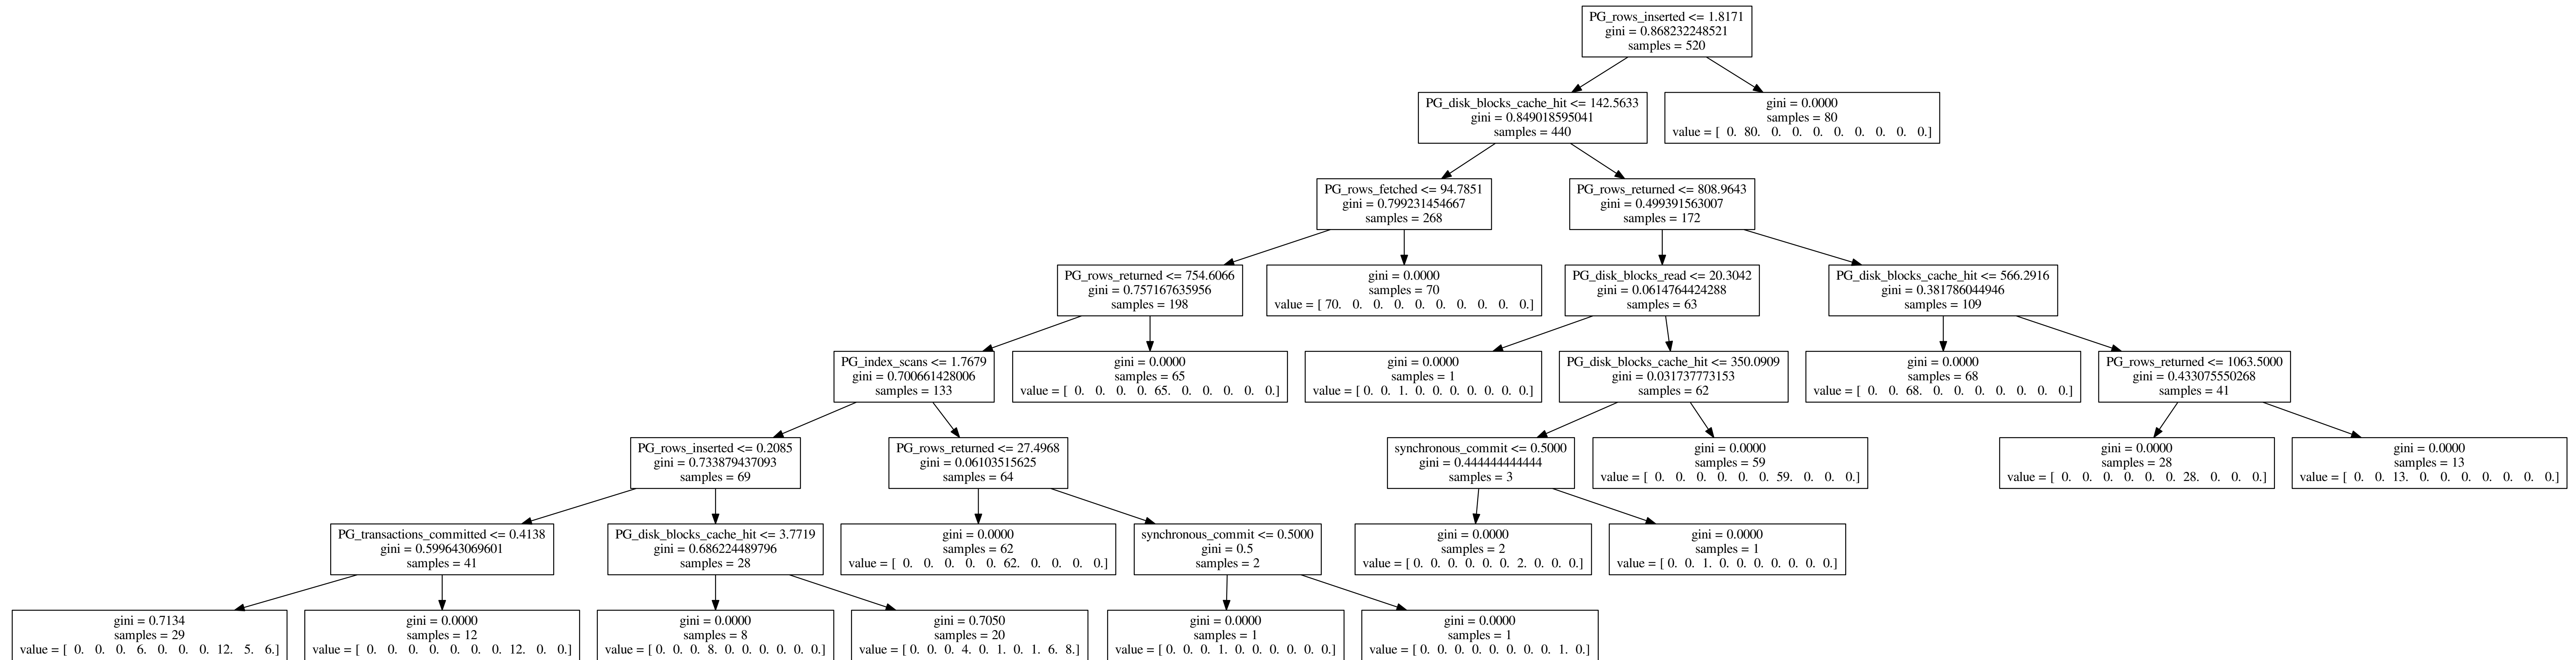 PG_rows_inserted <= 1.8171
gini = 0.868232248521
samples = 520
PG_disk_blocks_cache_hit <= 142.5633
gini = 0.849018595041
samples = 440
gini = 0.0000
samples = 80
value = [ 0. 80. 0. 0. 0. 0. 0. 0. 0. 0.]
PG_rows_fetched <= 94.7851
gini = 0.799231454667
samples = 268
PG_rows_returned <= 808.9643
gini = 0.499391563007
samples = 172
PG_rows_returned <= 754.6066
gini = 0.757167635956
samples = 198
gini = 0.0000
samples = 70
value = [ 70. 0. 0. 0. 0. 0. 0. 0. 0. 0.]
PG_disk_blocks_read <= 20.3042
gini = 0.0614764424288
samples = 63
PG_disk_blocks_cache_hit <= 566.2916
gini = 0.381786044946
samples = 109
PG_index_scans <= 1.7679
gini = 0.700661428006
samples = 133
gini = 0.0000
samples = 65
value = [ 0. 0. 0. 0. 65. 0. 0. 0. 0. 0.]
gini = 0.0000
samples = 1
value = [ 0. 0. 1. 0. 0. 0. 0. 0. 0. 0.]
PG_disk_blocks_cache_hit <= 350.0909
gini = 0.031737773153
samples = 62
gini = 0.0000
samples = 68
value = [ 0. 0. 68. 0. 0. 0. 0. 0. 0. 0.]
PG_rows_returned <= 1063.5000
gini = 0.433075550268
samples = 41
PG_rows_inserted <= 0.2085
gini = 0.733879437093
samples = 69
PG_rows_returned <= 27.4968
gini = 0.06103515625
samples = 64
synchronous_commit <= 0.5000
gini = 0.444444444444
samples = 3
gini = 0.0000
samples = 59
value = [ 0. 0. 0. 0. 0. 0. 59. 0. 0. 0.]
gini = 0.0000
samples = 28
value = [ 0. 0. 0. 0. 0. 0. 28. 0. 0. 0.]
gini = 0.0000
samples = 13
value = [ 0. 0. 13. 0. 0. 0. 0. 0. 0. 0.]
PG_transactions_committed <= 0.4138
gini = 0.599643069601
samples = 41
PG_disk_blocks_cache_hit <= 3.7719
gini = 0.686224489796
samples = 28
gini = 0.0000
samples = 62
value = [ 0. 0. 0. 0. 0. 62. 0. 0. 0. 0.]
synchronous_commit <= 0.5000
gini = 0.5
samples = 2
gini = 0.0000
samples = 2
value = [ 0. 0. 0. 0. 0. 0. 2. 0. 0. 0.]
gini = 0.0000
samples = 1
value = [ 0. 0. 1. 0. 0. 0. 0. 0. 0. 0.]
gini = 0.7134
samples = 29
value = [ 0. 0. 0. 6. 0. 0. 0. 12. 5. 6.]
gini = 0.0000
samples = 12
value = [ 0. 0. 0. 0. 0. 0. 0. 12. 0. 0.]
gini = 0.0000
samples = 8
value = [ 0. 0. 0. 8. 0. 0. 0. 0. 0. 0.]
gini = 0.7050
samples = 20
value = [ 0. 0. 0. 4. 0. 1. 0. 1. 6. 8.]
gini = 0.0000
samples = 1
value = [ 0. 0. 0. 1. 0. 0. 0. 0. 0. 0.]
gini = 0.0000
samples = 1
value = [ 0. 0. 0. 0. 0. 0. 0. 0. 1. 0.]